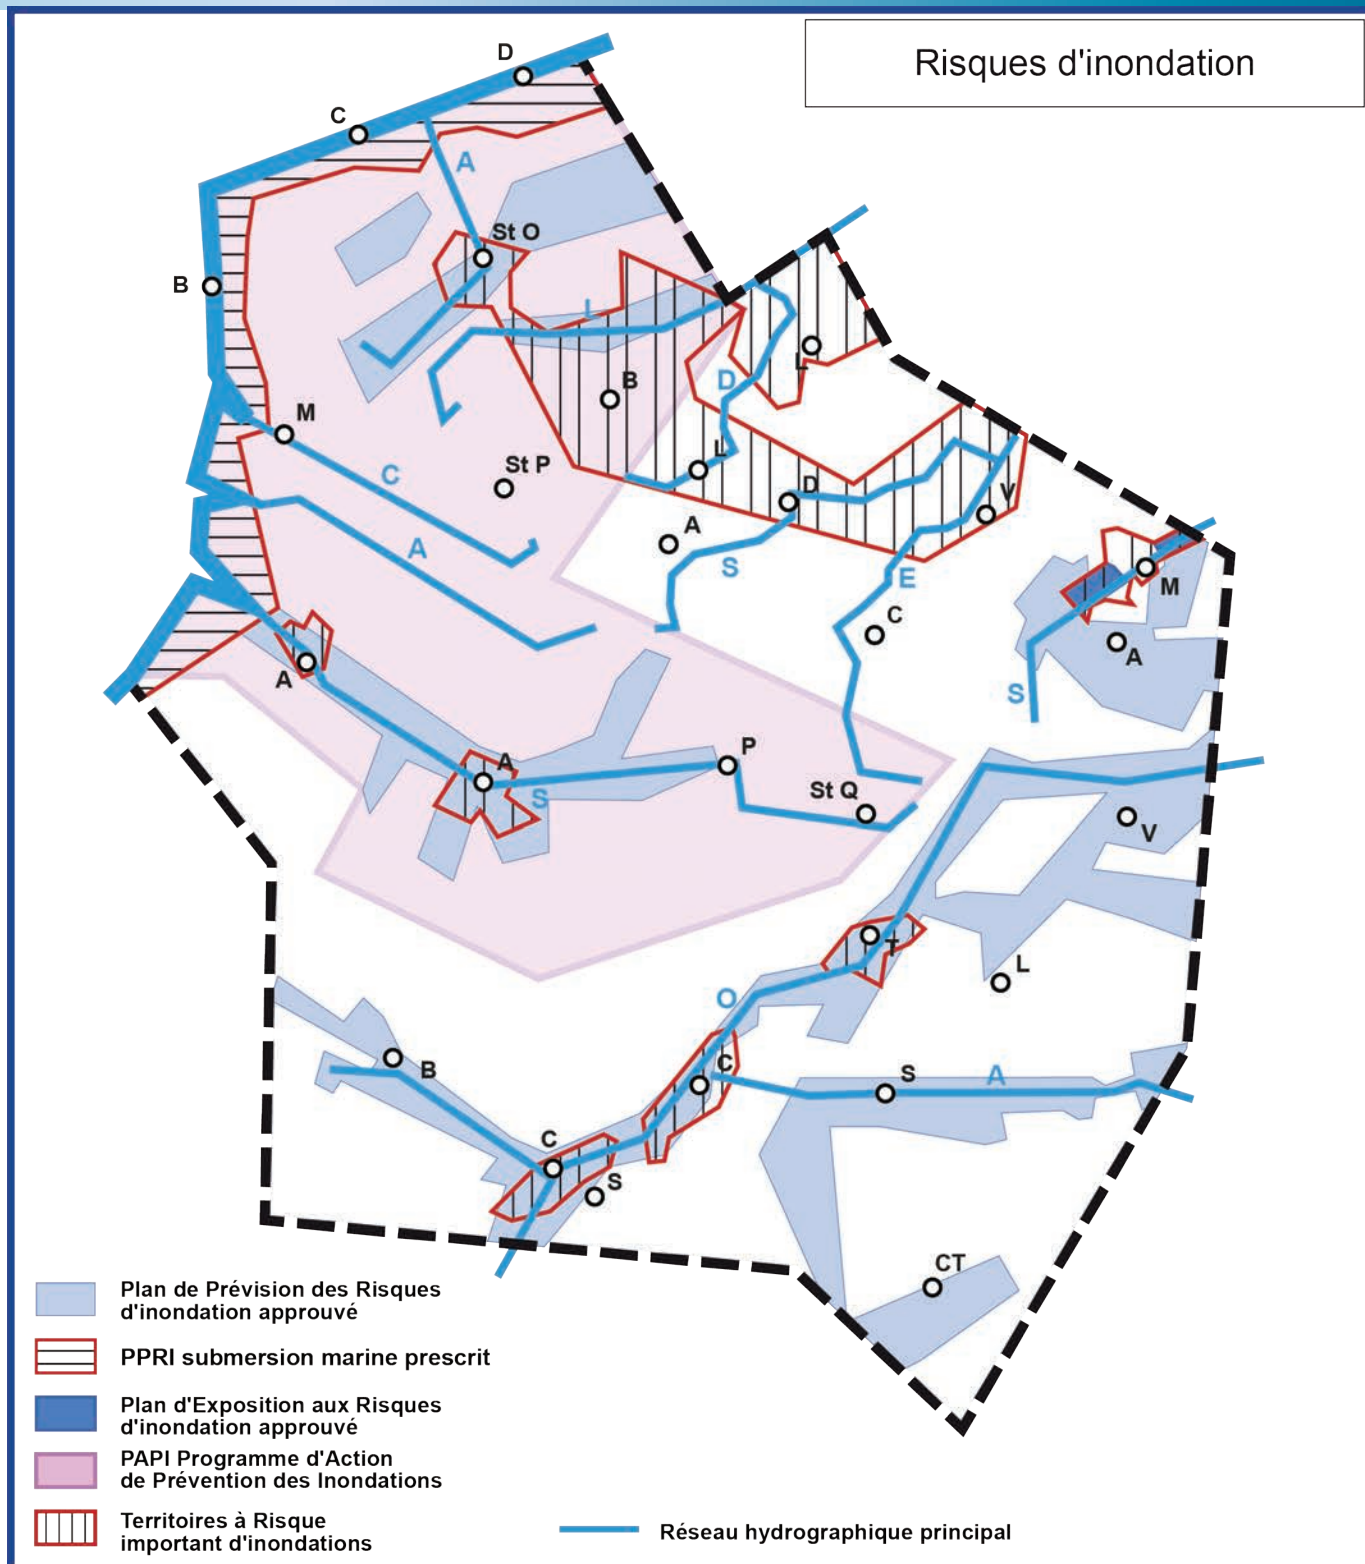 Risques d'inondation
D
C
A
St O
B
L
L
D
B
M
St P
C
L
D
V
A
A
S
E
C
M
A
S
A
A
S
P
St Q
V
T
L
O
B
C
S
A
C
S
CT
Plan de Prévision des Risques
d'inondation approuvé
PPRI submersion marine prescrit
Plan d'Exposition aux Risques
d'inondation approuvé
PAPI Programme d'Action
de Prévention des Inondations
Territoires à Risque
important d'inondations
Réseau hydrographique principal